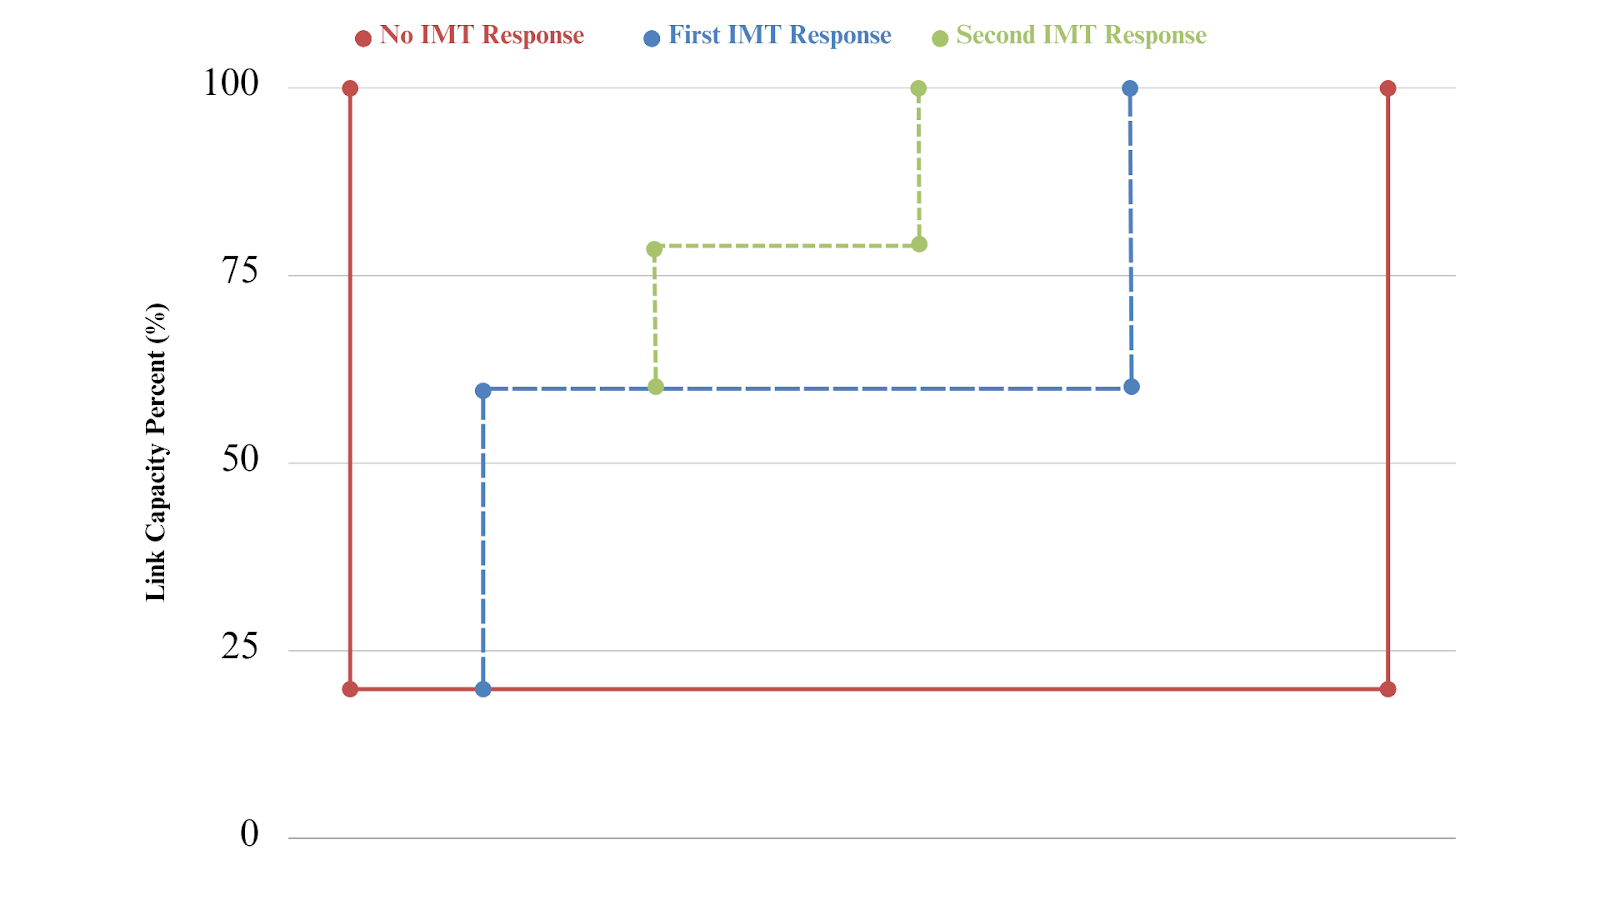 No IMT Response
First IMT Response
Second IMT Response
100
75
50
25
0
Link Capacity Percent (%)